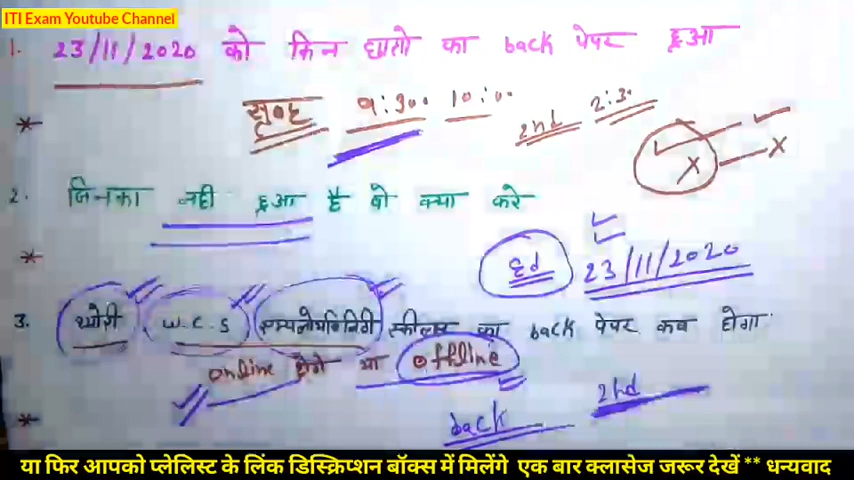 ITI Exam Youtube Channel
1. 23/11/2020 को किन छातो का back पेपर हुआ
* सुबह 9:30 10:00 2nd 2:30
2. जिनका नही हुआ है वो क्या करे
* Ed 23/11/2020
3. थ्योरी W.C.S स्कील्स का back पेपर कब होगा
online होगे या offline
* back 2nd
या फिर आपको प्लेलिस्ट के लिंक डिस्क्रिप्शन बॉक्स में मिलेंगे एक बार क्लासेज जरूर देखें ** धन्यवाद